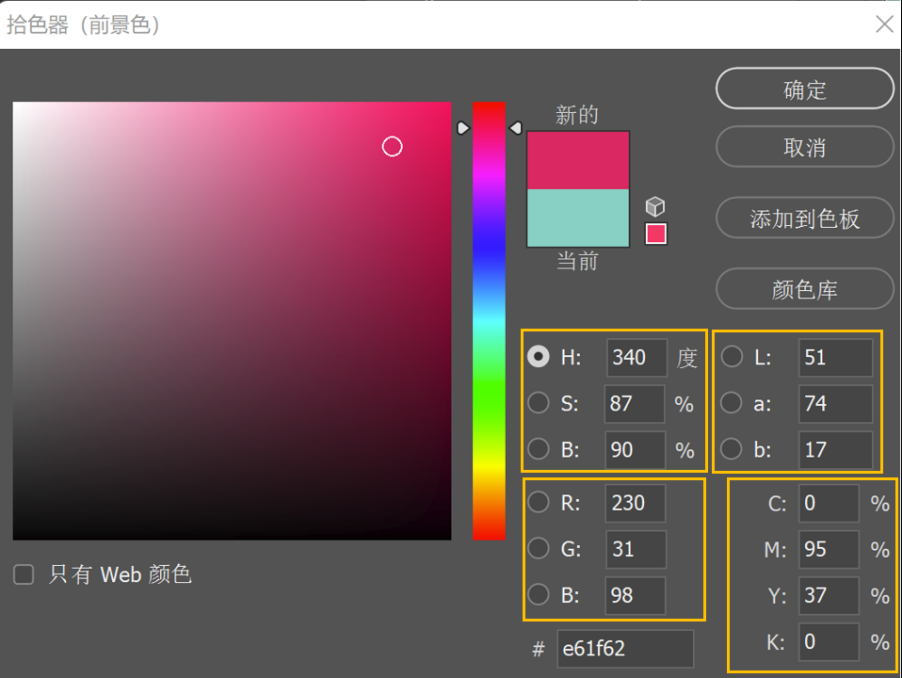 拾色器（前景色）
确定
新的
取消
添加到色板
当前
颜色库
H: 340 度
L: 51
S: 87 %
a: 74
B: 90 %
b: 17
R: 230
C: 0 %
G: 31
M: 95 %
只有 Web 颜色
B: 98
Y: 37 %
# e61f62
K: 0 %